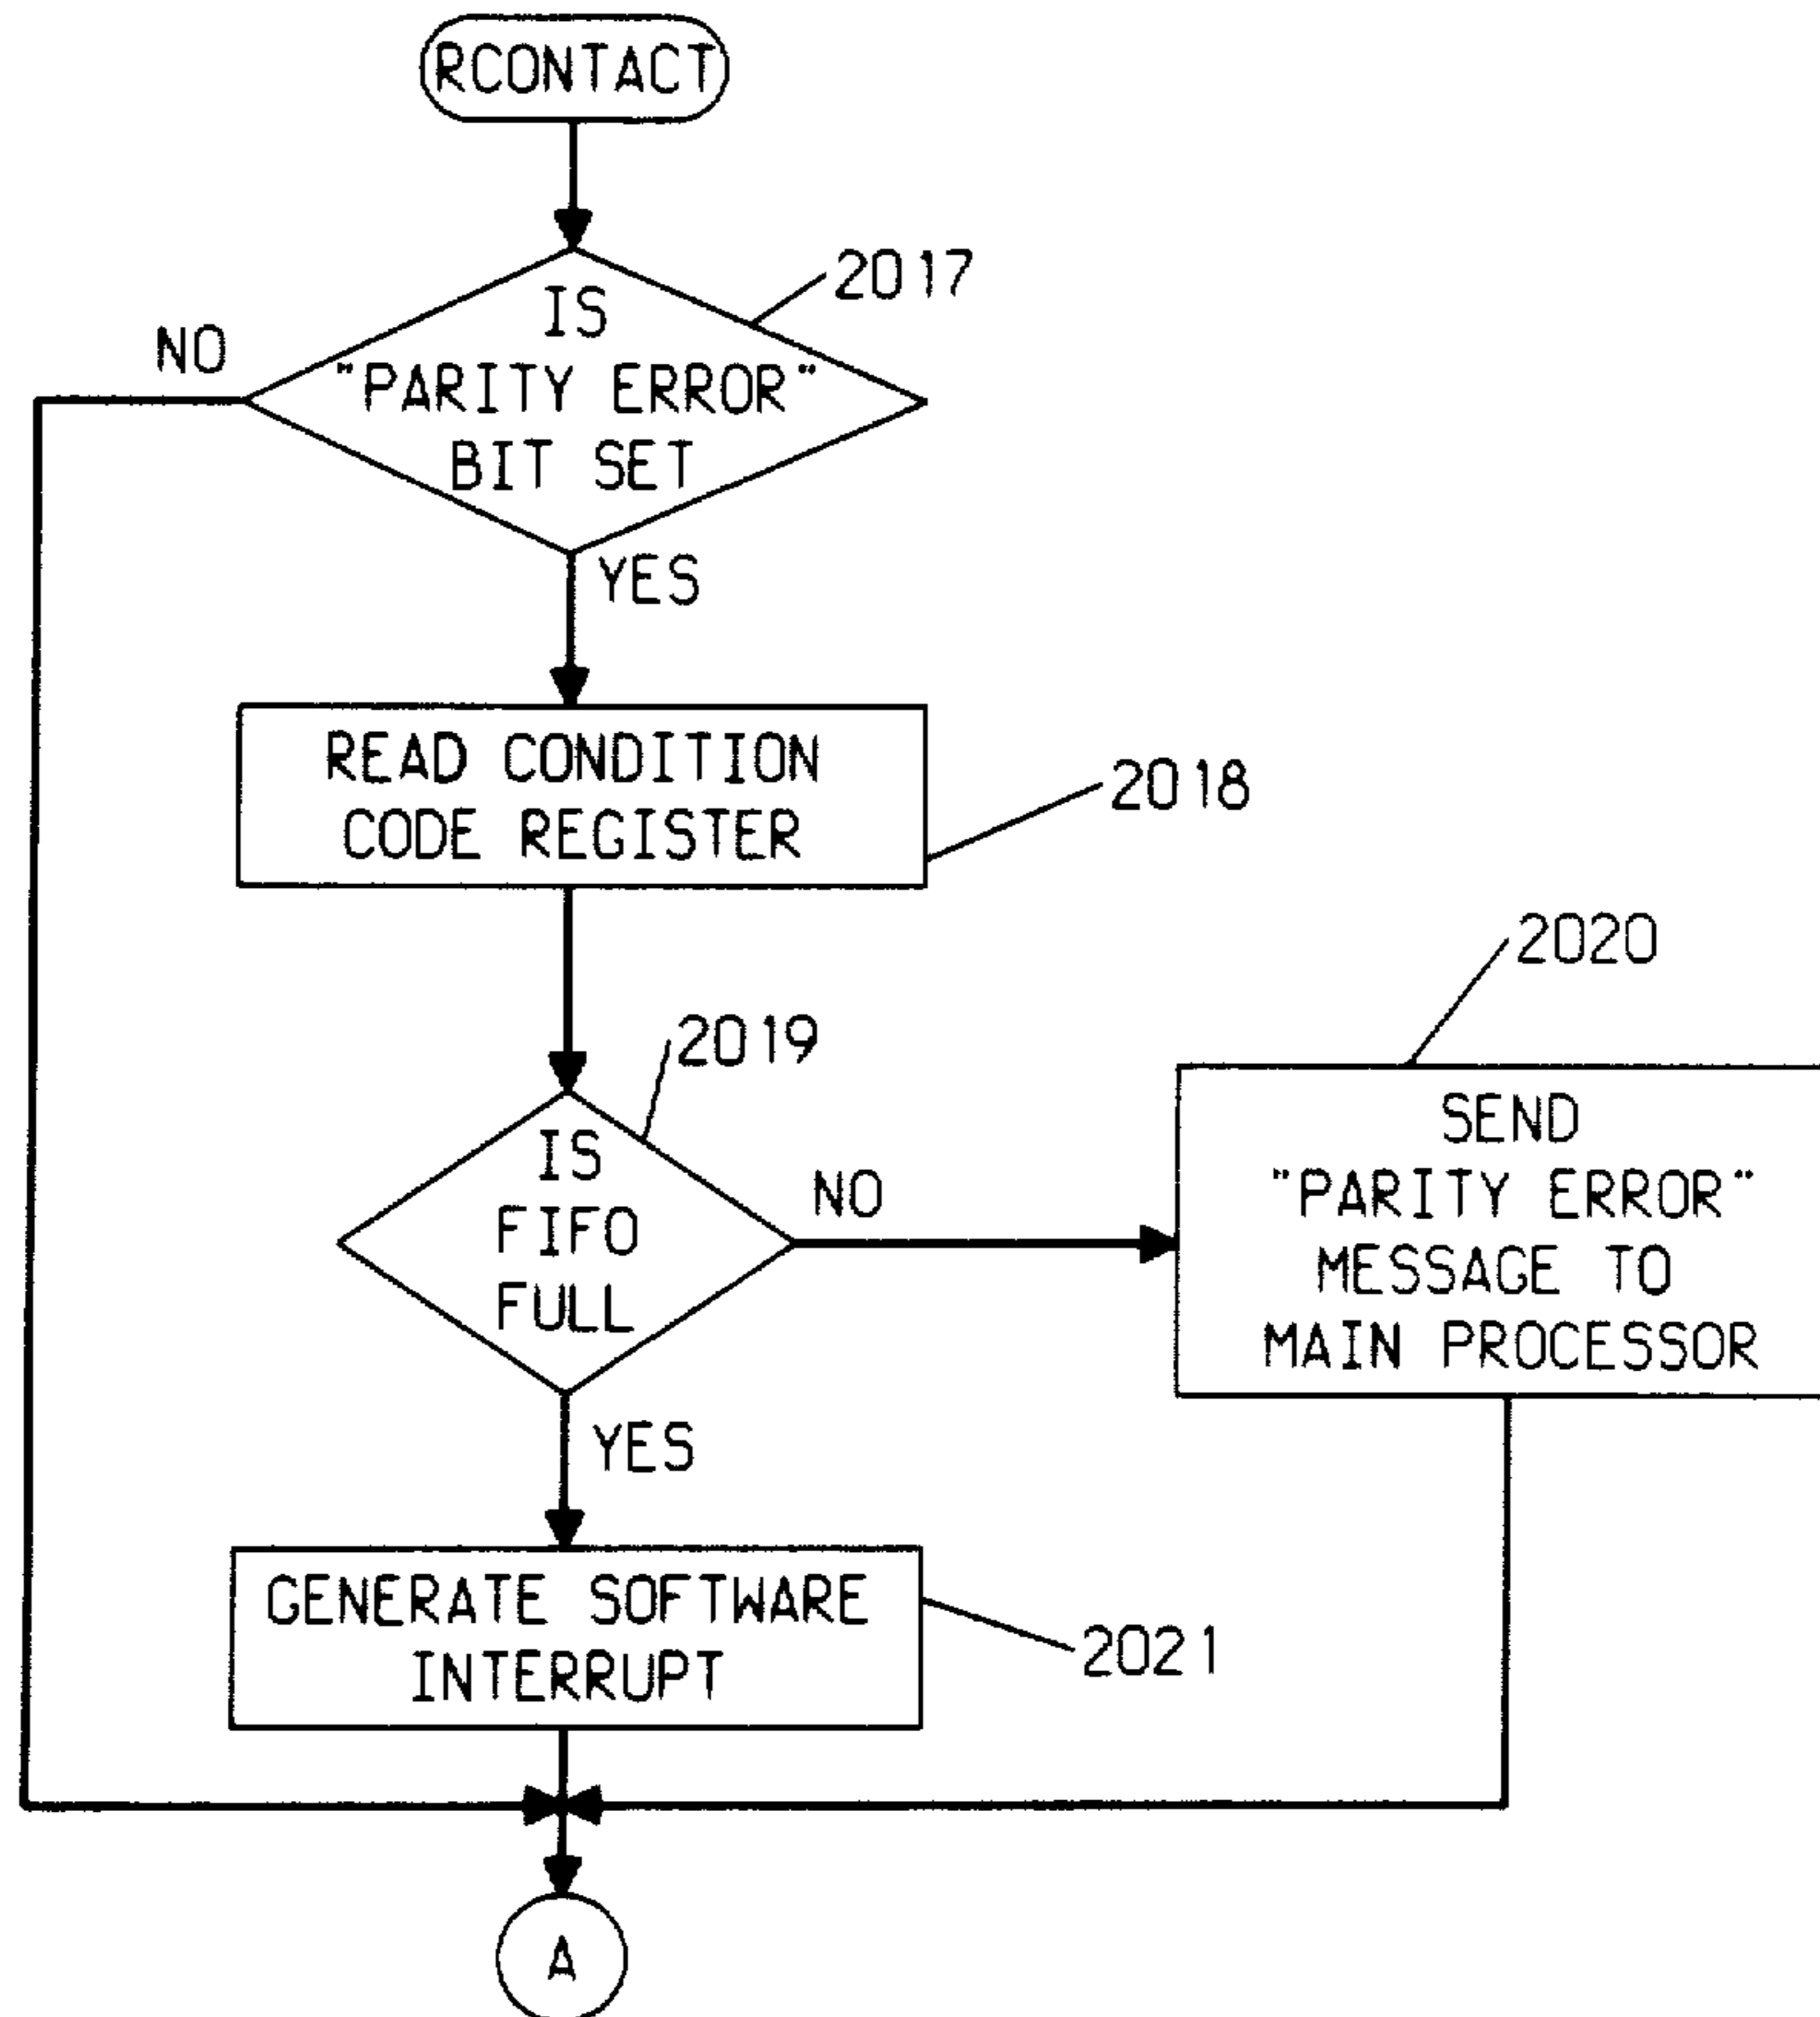 RCONTACT
2017
IS
"PARITY ERROR"
BIT SET
NO
YES
READ CONDITION
CODE REGISTER
2018
2019
IS
FIFO
FULL
NO
2020
SEND
"PARITY ERROR"
MESSAGE TO
MAIN PROCESSOR
YES
GENERATE SOFTWARE
INTERRUPT
2021
A